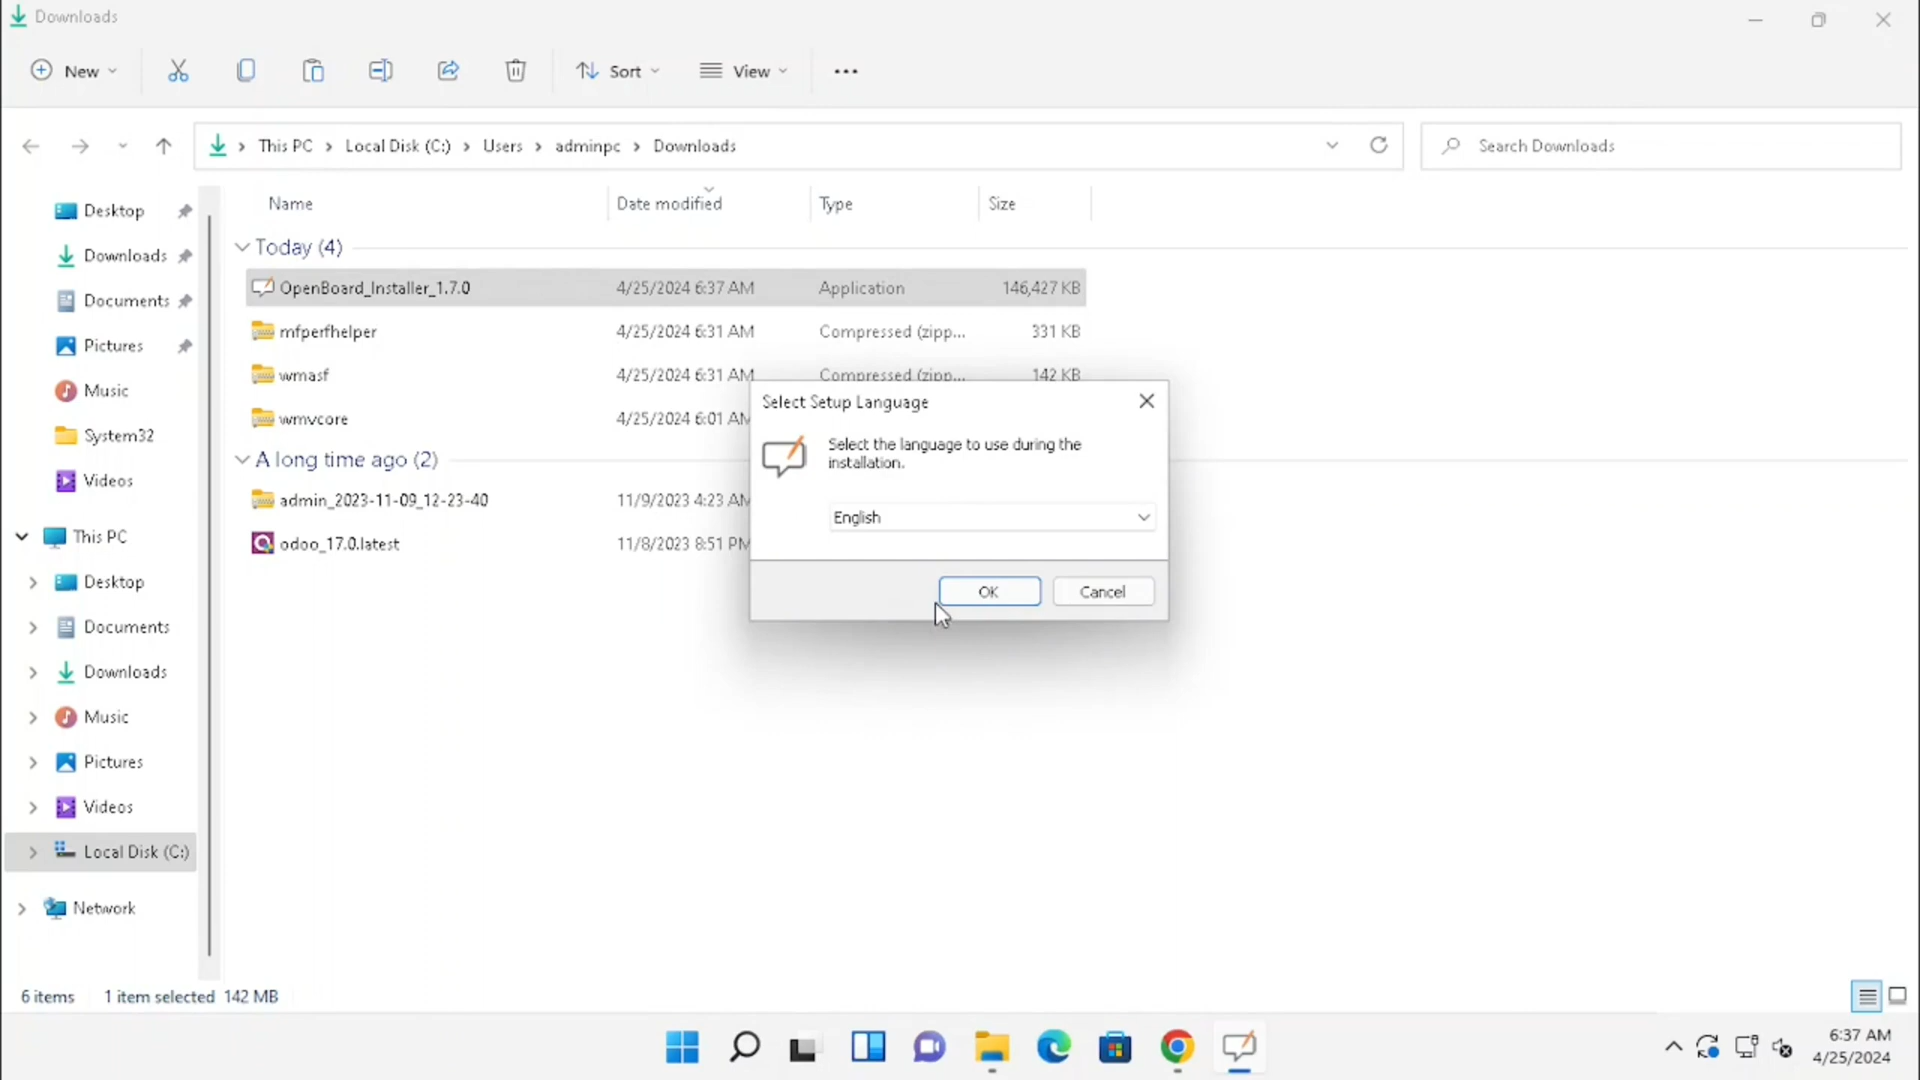 Downloads
New
Sort
View
This PC > Local Disk (C:) > Users > adminpc > Downloads
Search Downloads
Desktop
Downloads
Documents
Pictures
Music
System32
Videos
This PC
Desktop
Documents
Downloads
Music
Pictures
Videos
Local Disk (C:)
Network
Name Date modified Type Size
Today (4)
OpenBoard_Installer_1.7.0 4/25/2024 6:37 AM Application 146,427 KB
mfperfhelper 4/25/2024 6:31 AM Compressed (zipp... 331 KB
wmasf 4/25/2024 6:31 AM Compressed (zipp... 142 KB
wmvcore 4/25/2024 6:01 AM
A long time ago (2)
admin_2023-11-09_12-23-40 11/9/2023 4:23 AM
odoo_17.0.latest 11/8/2023 8:51 PM
Select Setup Language
Select the language to use during the
installation.
English
OK Cancel
6 items 1 item selected 142 MB
6:37 AM
4/25/2024